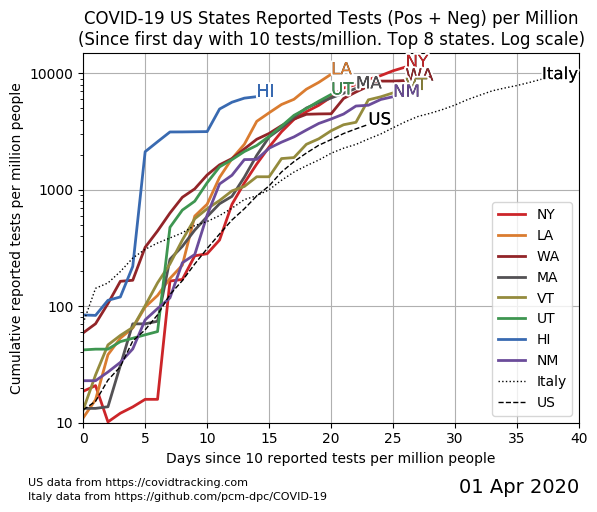 COVID-19 US States Reported Tests (Pos + Neg) per Million
(Since first day with 10 tests/million. Top 8 states. Log scale)
Cumulative reported tests per million people
10000
1000
100
10
HI
LA
UT
MA
NY
WA
NM
US
Italy
NY
LA
WA
MA
VT
UT
HI
NM
Italy
US
0 5 10 15 20 25 30 35 40
Days since 10 reported tests per million people
US data from https://covidtracking.com
Italy data from https://github.com/pcm-dpc/COVID-19
01 Apr 2020